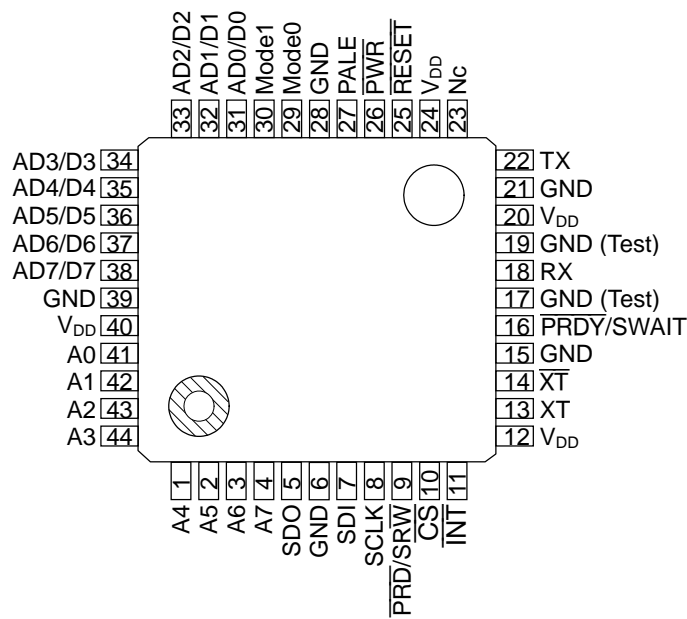 AD2/D2
AD1/D1
AD0/D0
Mode1
Mode0
GND
PALE
PWR
RESET
VDD
Nc
33 32 31 30 29 28 27 26 25 24 23
AD3/D3 34
AD4/D4 35
AD5/D5 36
AD6/D6 37
AD7/D7 38
GND 39
VDD 40
A0 41
A1 42
A2 43
A3 44
22 TX
21 GND
20 VDD
19 GND (Test)
18 RX
17 GND (Test)
16 PRDY/SWAIT
15 GND
14 XT
13 XT
12 VDD
1 2 3 4 5 6 7 8 9 10 11
A4
A5
A6
A7
SDO
GND
SDI
SCLK
PRD/SRW
CS
INT